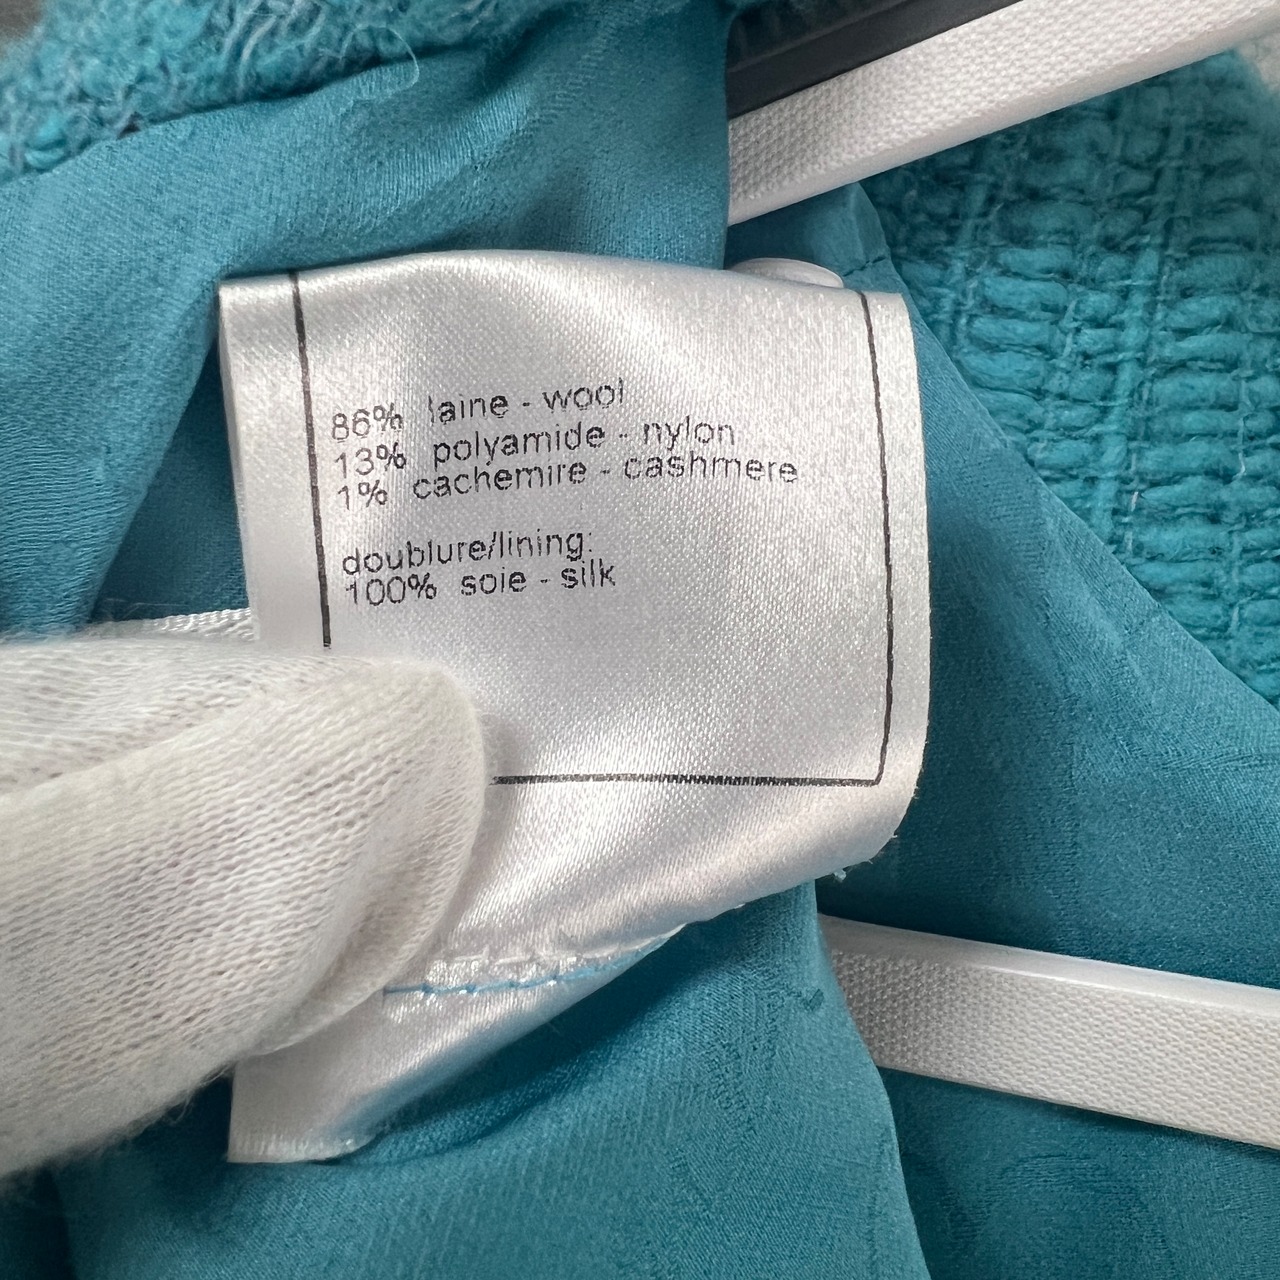 86% laine - wool
13% polyamide - nylon
1% cachemire - cashmere
doublure/lining:
100% soie - silk